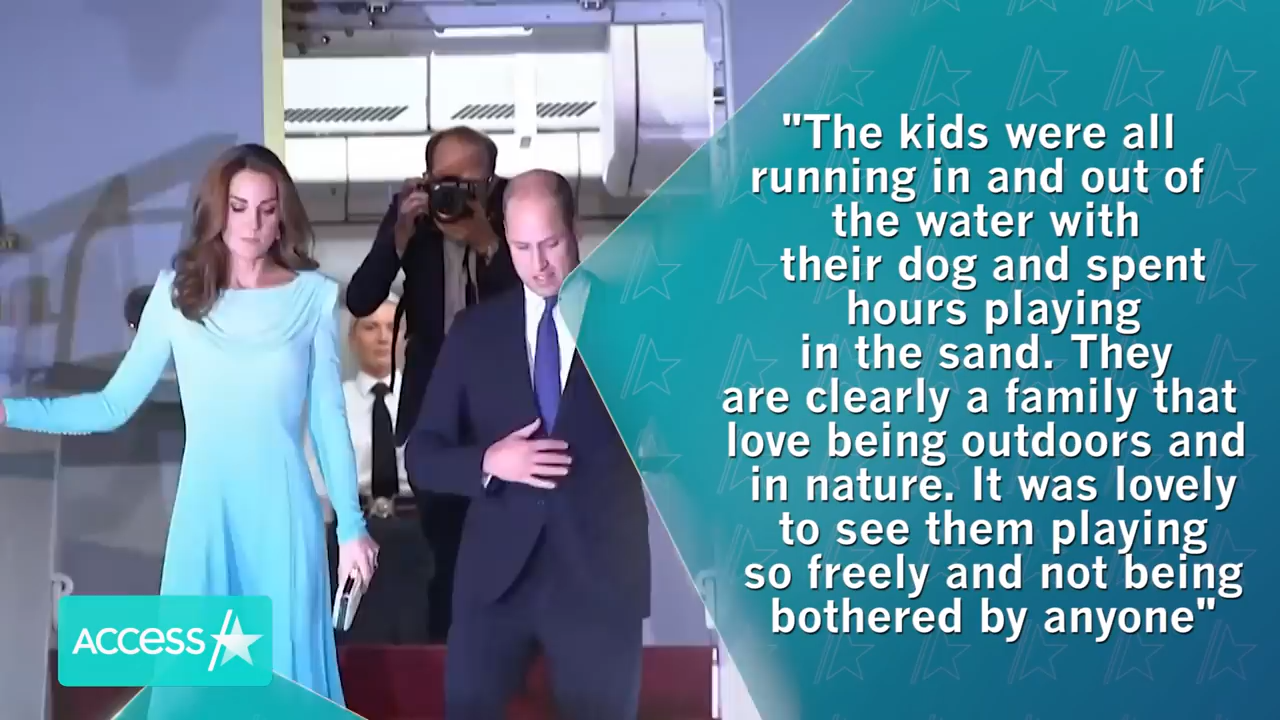 "The kids were all
running in and out of
the water with
their dog and spent
hours playing
in the sand. They
are clearly a family that
love being outdoors and
in nature. It was lovely
to see them playing
so freely and not being
bothered by anyone"
ACCESS